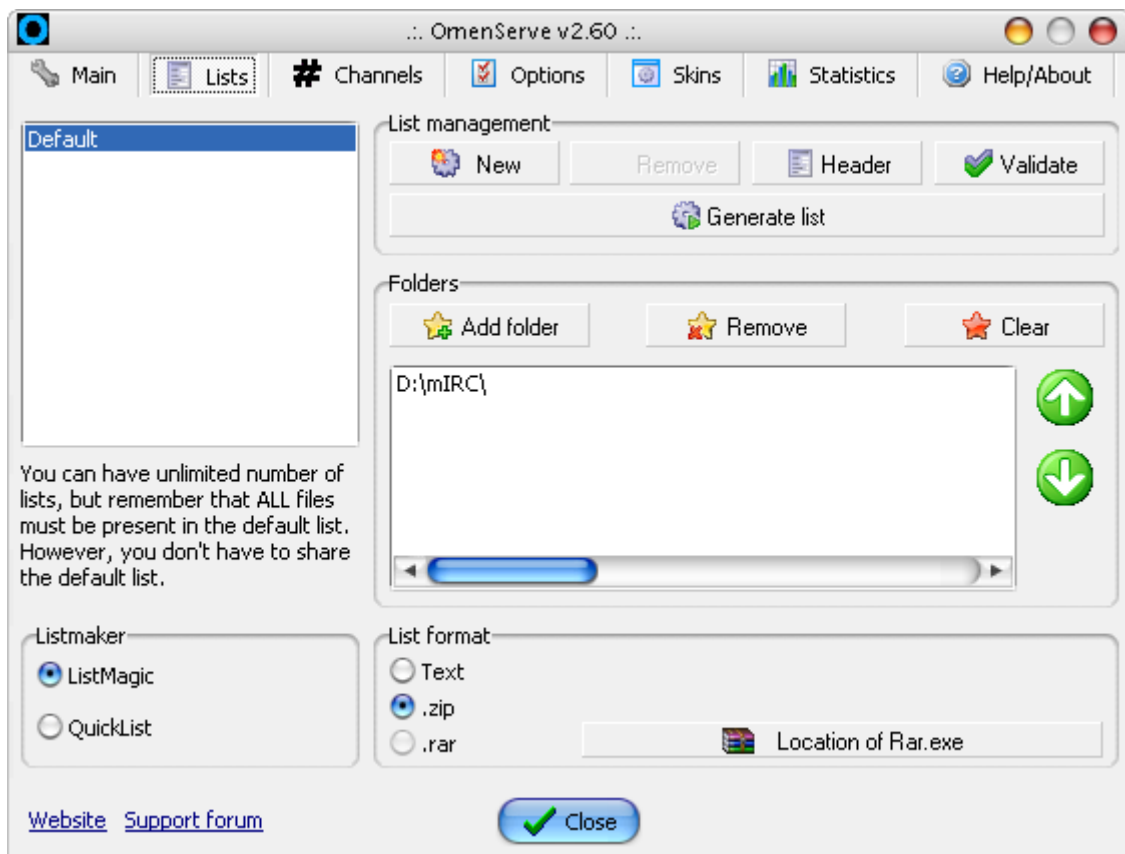 .:. OmenServe v2.60 .:.
Main Lists Channels Options Skins Statistics Help/About
Default
List management
New Remove Header Validate
Generate list
Folders
Add folder Remove Clear
D:\mIRC\
You can have unlimited number of
lists, but remember that ALL files
must be present in the default list.
However, you don't have to share
the default list.
Listmaker
ListMagic
QuickList
List format
Text
.zip
.rar
Location of Rar.exe
Website Support forum
Close